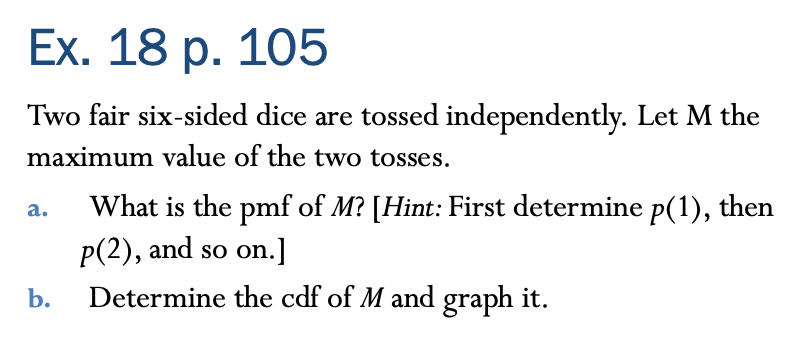 Ex. 18 p. 105
Two fair six-sided dice are tossed independently. Let M the
maximum value of the two tosses.
a. What is the pmf of M? [Hint: First determine p(1), then
p(2), and so on.]
b. Determine the cdf of M and graph it.